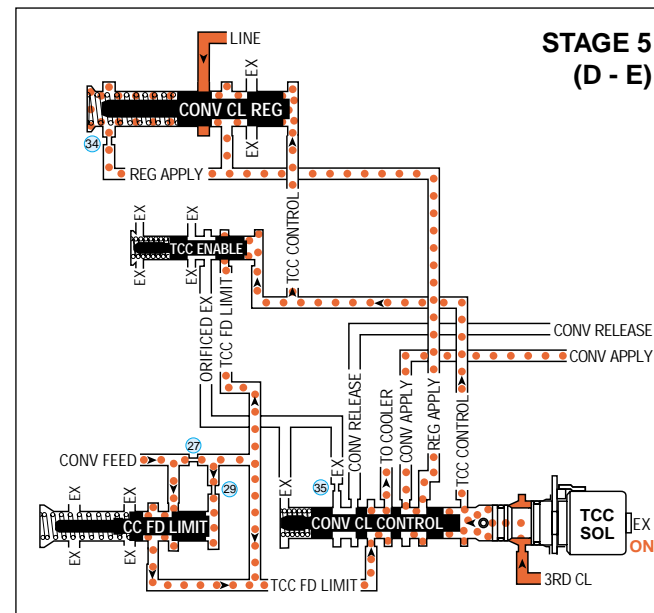 STAGE 5
(D - E)
LINE
EX
CONV CL REG
EX
34
REG APPLY
TCC CONTROL
EX
EX
TCC ENABLE
EX
EX
ORIFICED EX
TCC FD LIMIT
CONV RELEASE
CONV APPLY
CONV RELEASE
TO COOLER
CONV APPLY
REG APPLY
TCC CONTROL
27
CONV FEED
29
EX
EX
35
EX
EX
CC FD LIMIT
EX
EX
CONV CL CONTROL
TCC
SOL
EX
ON
TCC FD LIMIT
3RD CL